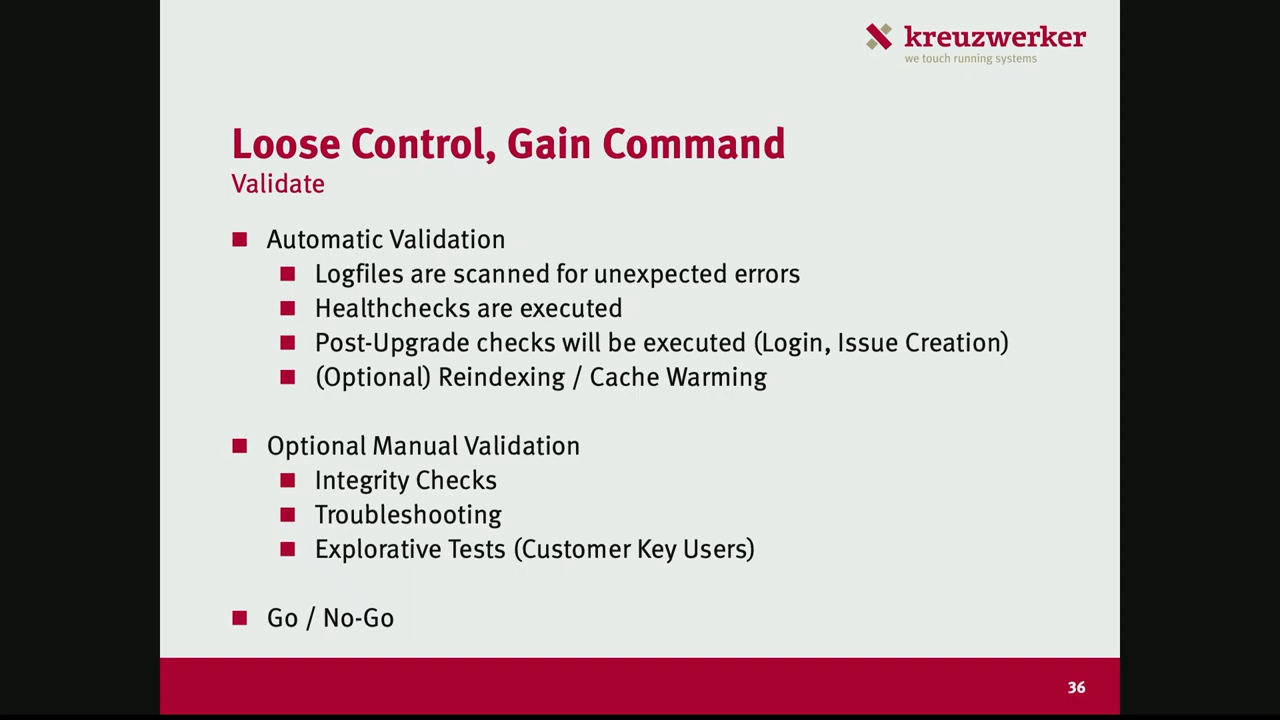 kreuzwerker
we touch running systems
Loose Control, Gain Command
Validate
Automatic Validation
Logfiles are scanned for unexpected errors
Healthchecks are executed
Post-Upgrade checks will be executed (Login, Issue Creation)
(Optional) Reindexing / Cache Warming
Optional Manual Validation
Integrity Checks
Troubleshooting
Explorative Tests (Customer Key Users)
Go / No-Go
36